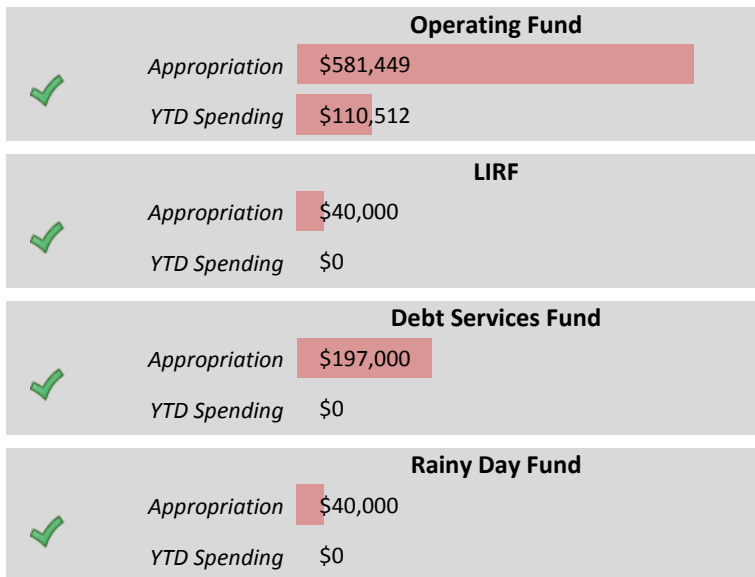 Operating Fund
Appropriation $581,449
YTD Spending $110,512
LIRF
Appropriation $40,000
YTD Spending $0
Debt Services Fund
Appropriation $197,000
YTD Spending $0
Rainy Day Fund
Appropriation $40,000
YTD Spending $0